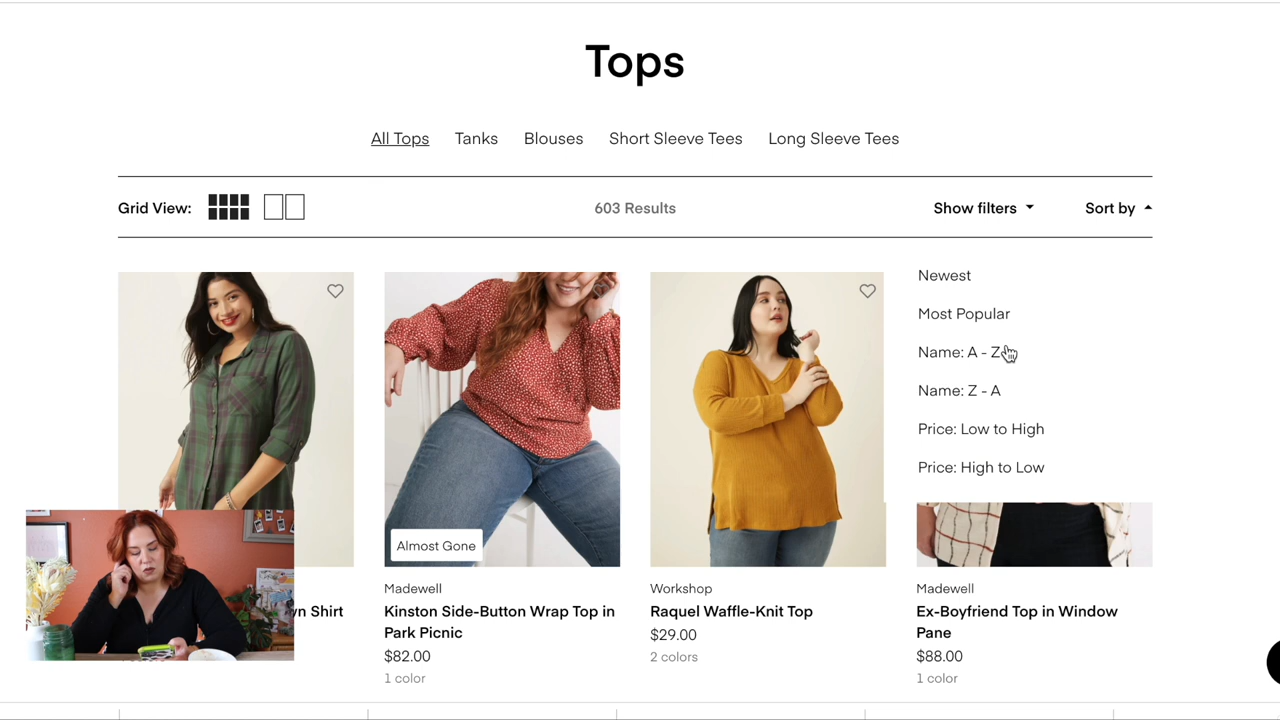 Tops
All Tops Tanks Blouses Short Sleeve Tees Long Sleeve Tees
Grid View: 603 Results Show filters Sort by
Newest
Most Popular
Name: A - Z
Name: Z - A
Price: Low to High
Price: High to Low
Almost Gone
Shirt
Madewell
Kinston Side-Button Wrap Top in
Park Picnic
$82.00
1 color
Workshop
Raquel Waffle-Knit Top
$29.00
2 colors
Madewell
Ex-Boyfriend Top in Window
Pane
$88.00
1 color